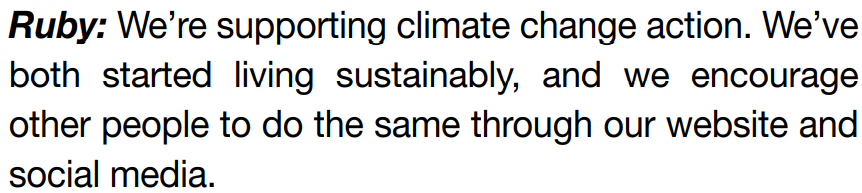 Ruby: We’re supporting climate change action. We’ve
both started living sustainably, and we encourage
other people to do the same through our website and
social media.